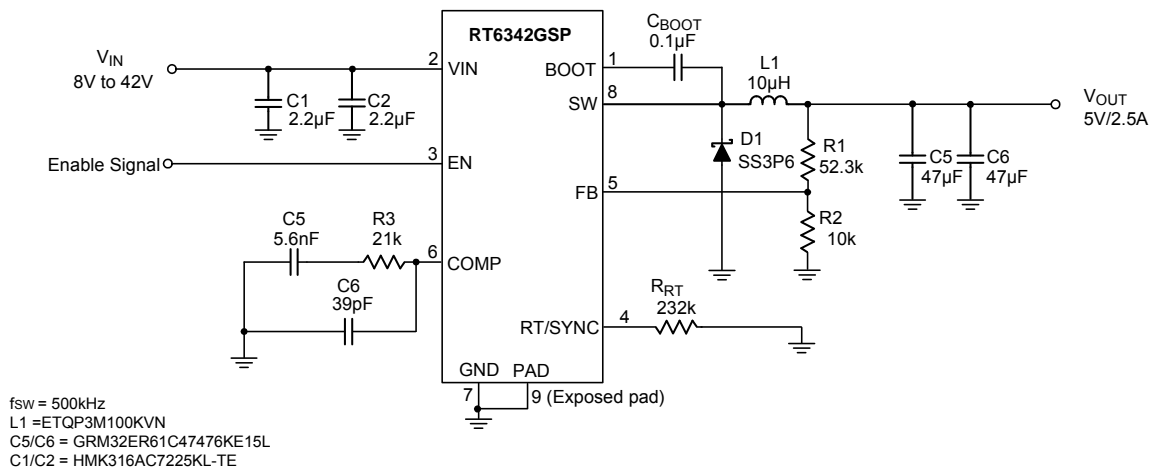 RT6342GSP
VIN
8V to 42V
2
VIN
C1
2.2µF
C2
2.2µF
Enable Signal
3
EN
C5
5.6nF
R3
21k
6
COMP
C6
39pF
GND
PAD
7
9 (Exposed pad)
BOOT
1
CBOOT
0.1µF
SW
8
L1
10µH
D1
SS3P6
R1
52.3k
FB
5
R2
10k
C5
47µF
C6
47µF
VOUT
5V/2.5A
RT/SYNC
4
RRT
232k
fsw = 500kHz
L1 =ETQP3M100KVN
C5/C6 = GRM32ER61C47476KE15L
C1/C2 = HMK316AC7225KL-TE